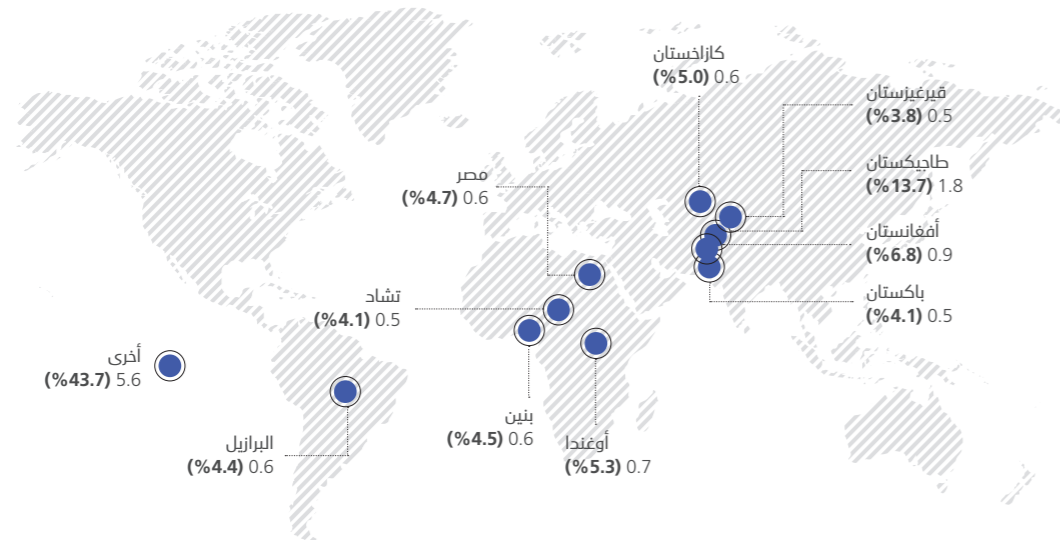 كازاخستان
0.6 (%5.0)
قيرغيزستان
0.5 (%3.8)
طاجيكستان
1.8 (%13.7)
أفغانستان
0.9 (%6.8)
باكستان
0.5 (%4.1)
مصر
0.6 (%4.7)
تشاد
0.5 (%4.1)
أخرى
5.6 (%43.7)
بنين
0.6 (%4.5)
أوغندا
0.7 (%5.3)
البرازيل
0.6 (%4.4)